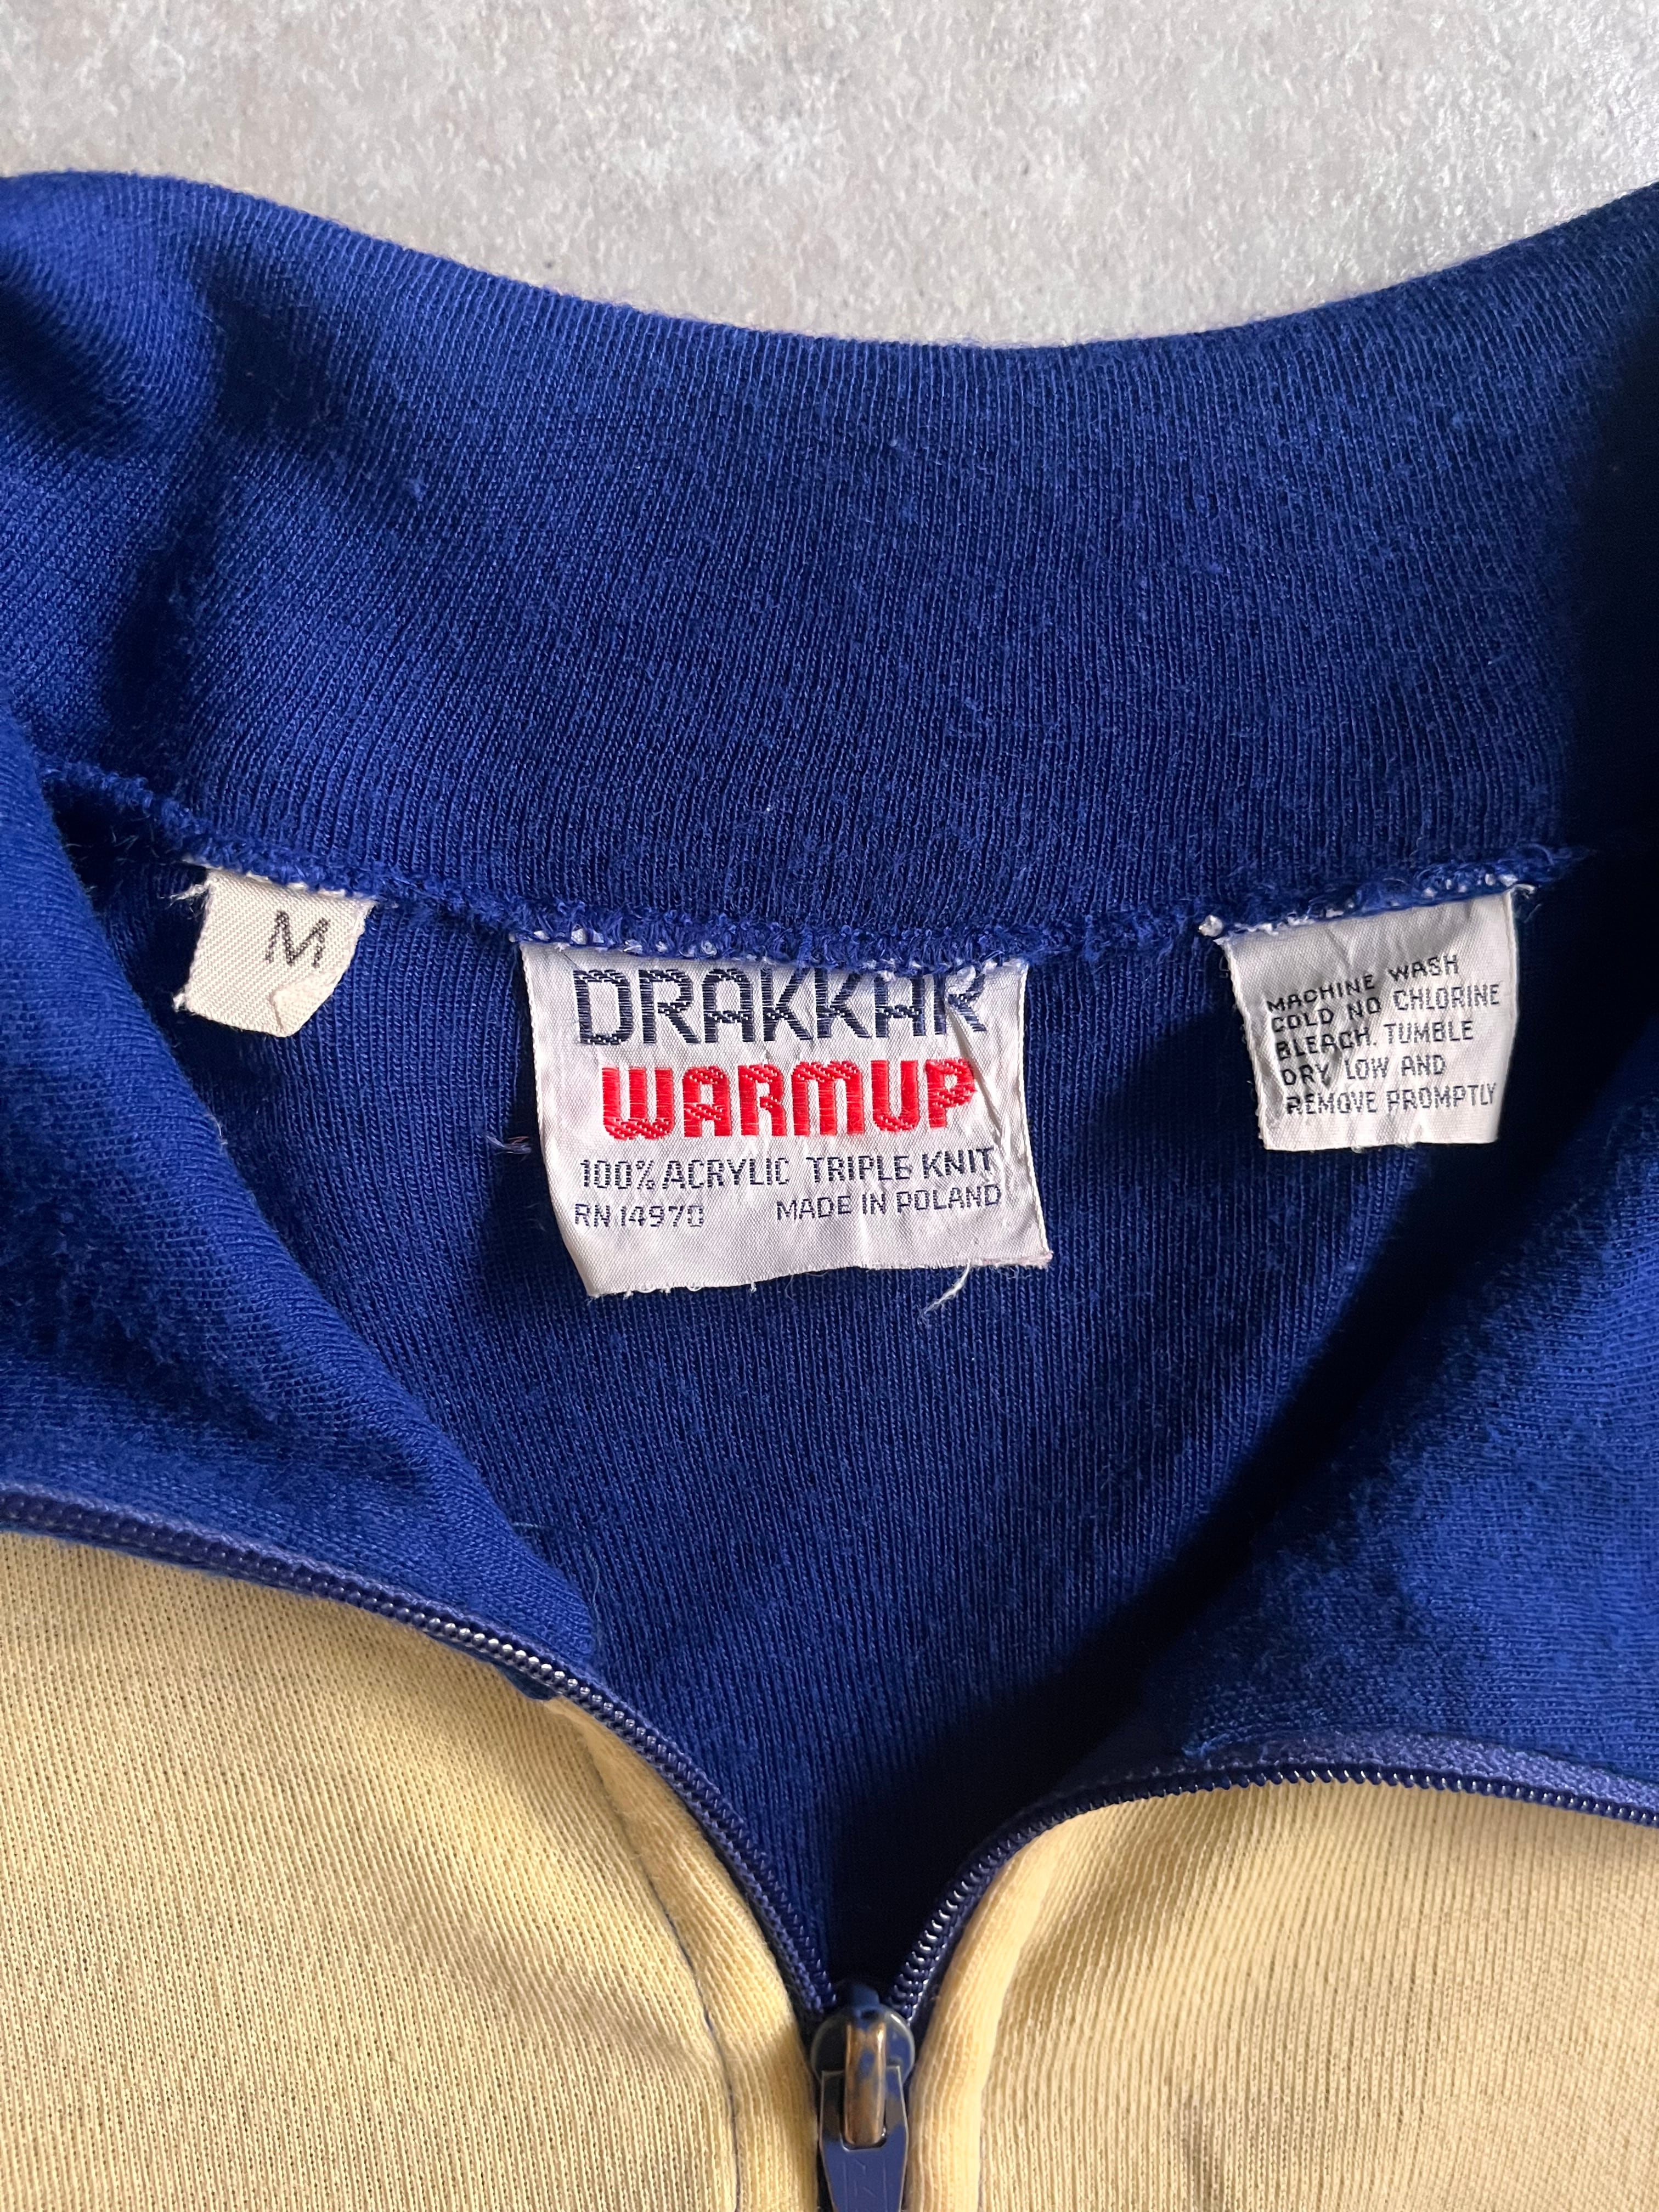 M
DRAKKAR
WARMUP
100% ACRYLIC TRIPLE KNIT
RN 14970 MADE IN POLAND
MACHINE WASH
COLD NO CHLORINE
BLEACH. TUMBLE
DRY LOW AND
REMOVE PROMPTLY